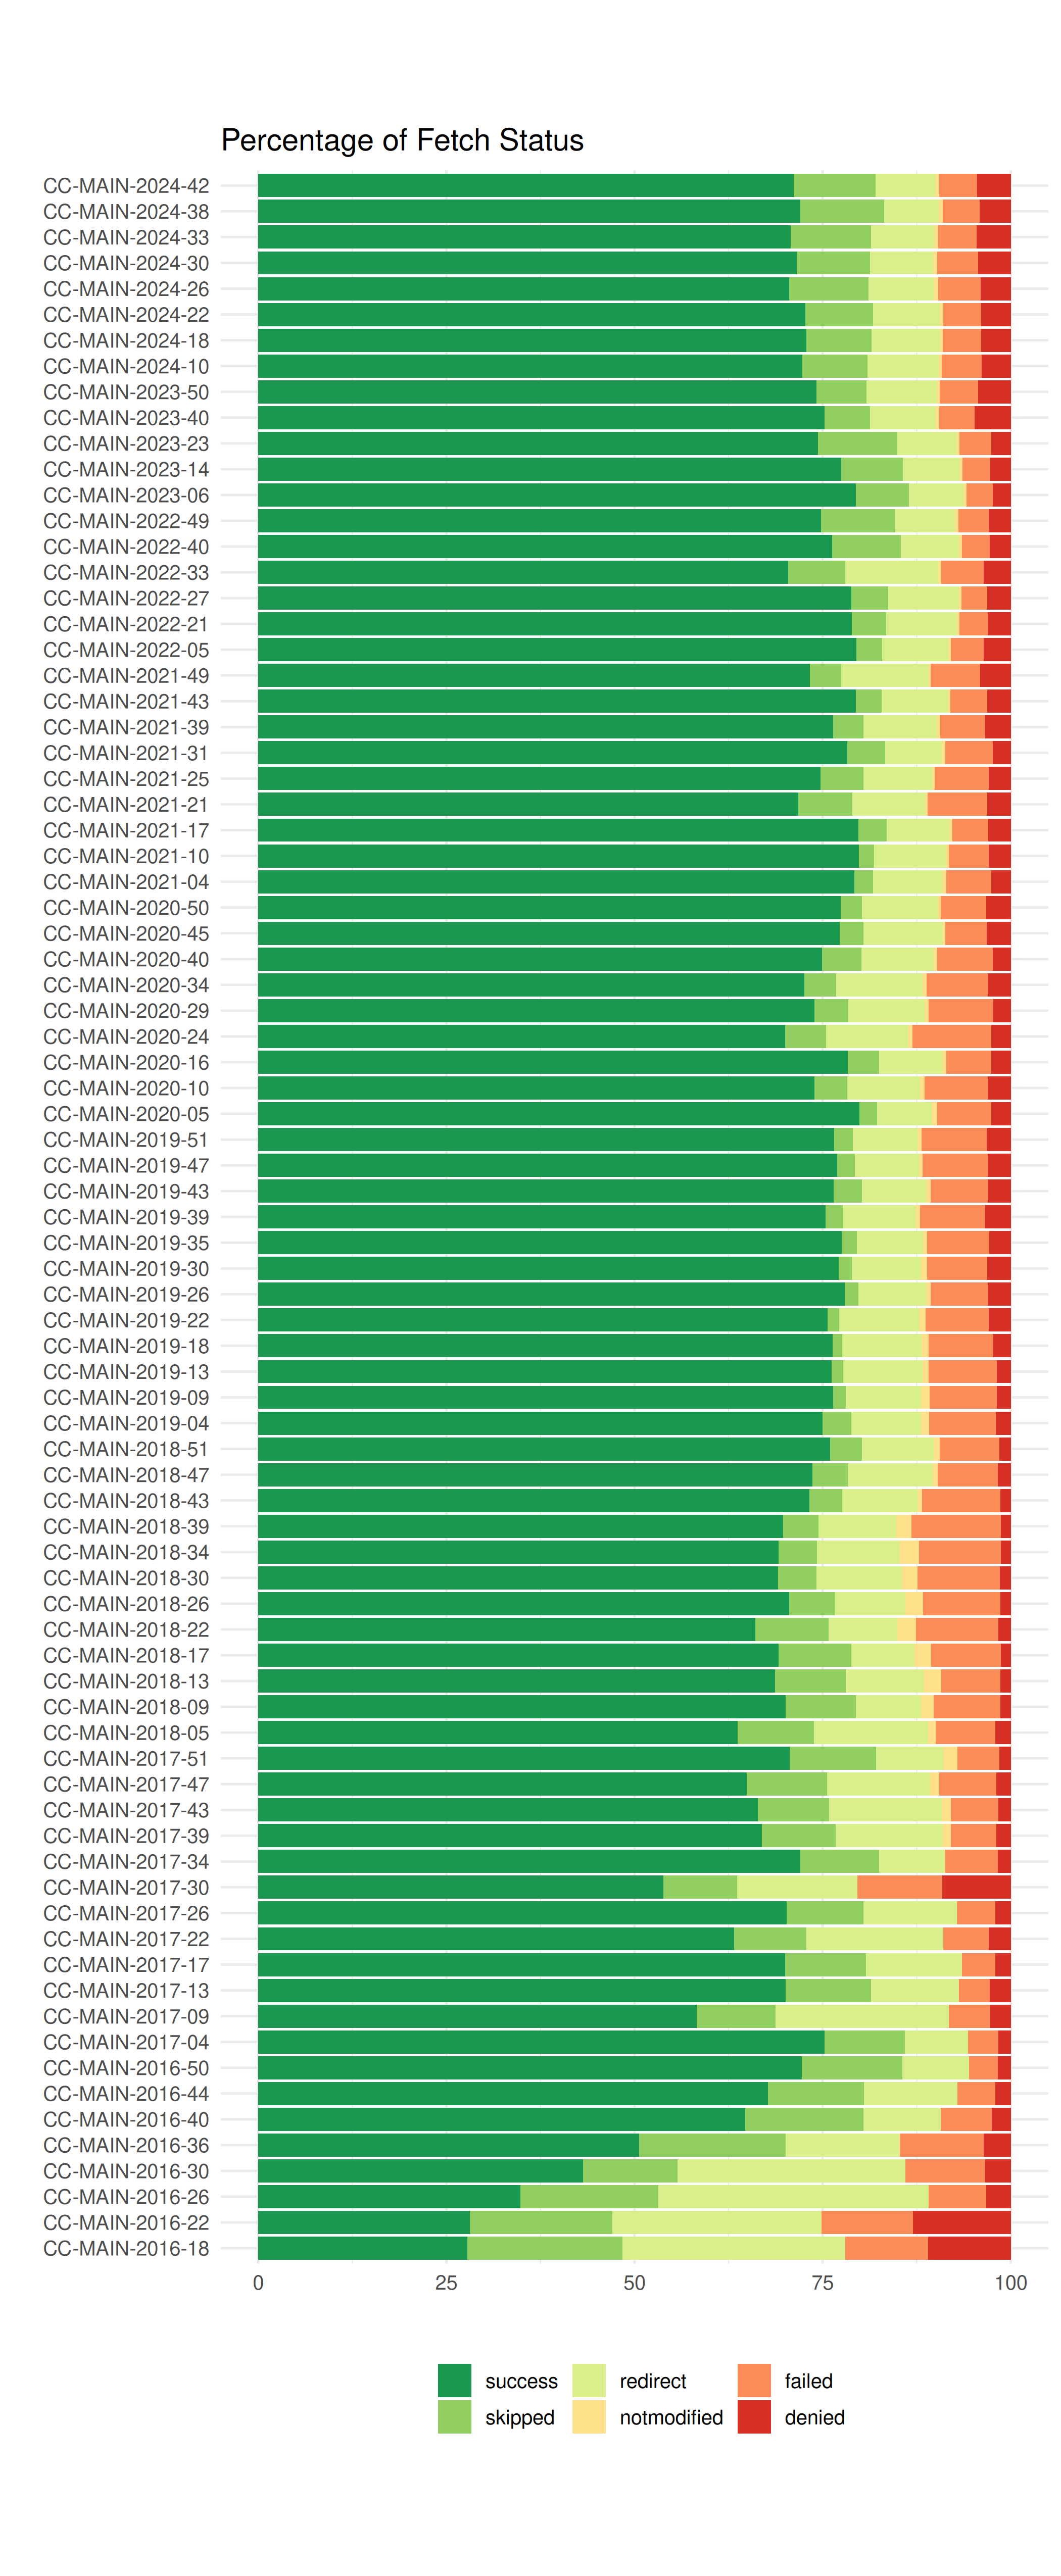 Percentage of Fetch Status
CC-MAIN-2024-42
CC-MAIN-2024-38
CC-MAIN-2024-33
CC-MAIN-2024-30
CC-MAIN-2024-26
CC-MAIN-2024-22
CC-MAIN-2024-18
CC-MAIN-2024-10
CC-MAIN-2023-50
CC-MAIN-2023-40
CC-MAIN-2023-23
CC-MAIN-2023-14
CC-MAIN-2023-06
CC-MAIN-2022-49
CC-MAIN-2022-40
CC-MAIN-2022-33
CC-MAIN-2022-27
CC-MAIN-2022-21
CC-MAIN-2022-05
CC-MAIN-2021-49
CC-MAIN-2021-43
CC-MAIN-2021-39
CC-MAIN-2021-31
CC-MAIN-2021-25
CC-MAIN-2021-21
CC-MAIN-2021-17
CC-MAIN-2021-10
CC-MAIN-2021-04
CC-MAIN-2020-50
CC-MAIN-2020-45
CC-MAIN-2020-40
CC-MAIN-2020-34
CC-MAIN-2020-29
CC-MAIN-2020-24
CC-MAIN-2020-16
CC-MAIN-2020-10
CC-MAIN-2020-05
CC-MAIN-2019-51
CC-MAIN-2019-47
CC-MAIN-2019-43
CC-MAIN-2019-39
CC-MAIN-2019-35
CC-MAIN-2019-30
CC-MAIN-2019-26
CC-MAIN-2019-22
CC-MAIN-2019-18
CC-MAIN-2019-13
CC-MAIN-2019-09
CC-MAIN-2019-04
CC-MAIN-2018-51
CC-MAIN-2018-47
CC-MAIN-2018-43
CC-MAIN-2018-39
CC-MAIN-2018-34
CC-MAIN-2018-30
CC-MAIN-2018-26
CC-MAIN-2018-22
CC-MAIN-2018-17
CC-MAIN-2018-13
CC-MAIN-2018-09
CC-MAIN-2018-05
CC-MAIN-2017-51
CC-MAIN-2017-47
CC-MAIN-2017-43
CC-MAIN-2017-39
CC-MAIN-2017-34
CC-MAIN-2017-30
CC-MAIN-2017-26
CC-MAIN-2017-22
CC-MAIN-2017-17
CC-MAIN-2017-13
CC-MAIN-2017-09
CC-MAIN-2017-04
CC-MAIN-2016-50
CC-MAIN-2016-44
CC-MAIN-2016-40
CC-MAIN-2016-36
CC-MAIN-2016-30
CC-MAIN-2016-26
CC-MAIN-2016-22
CC-MAIN-2016-18
0 25 50 75 100
success redirect failed
skipped notmodified denied